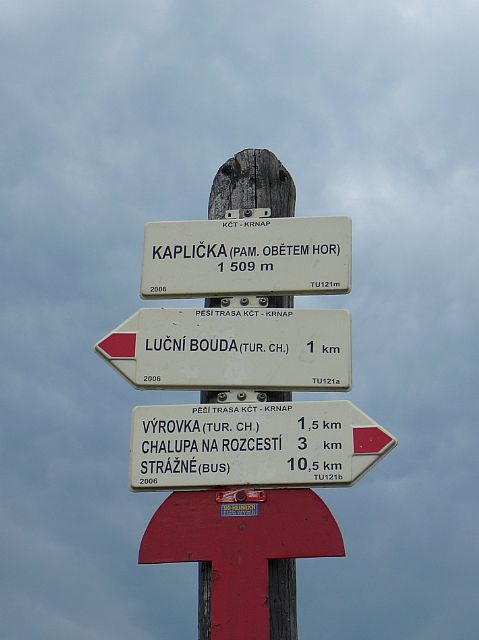 KČT - KRNAP
KAPLIČKA (PAM. OBĚTEM HOR)
1 509 m
2006 TU121m
PĚŠÍ TRASA KČT - KRNAP
LUČNÍ BOUDA (TUR. CH.) 1 km
2006 TU121a
PĚŠÍ TRASA KČT - KRNAP
VÝROVKA (TUR. CH.) 1,5 km
CHALUPA NA ROZCESTÍ 3 km
STRÁŽNÉ (BUS) 10,5 km
2006 TU121b